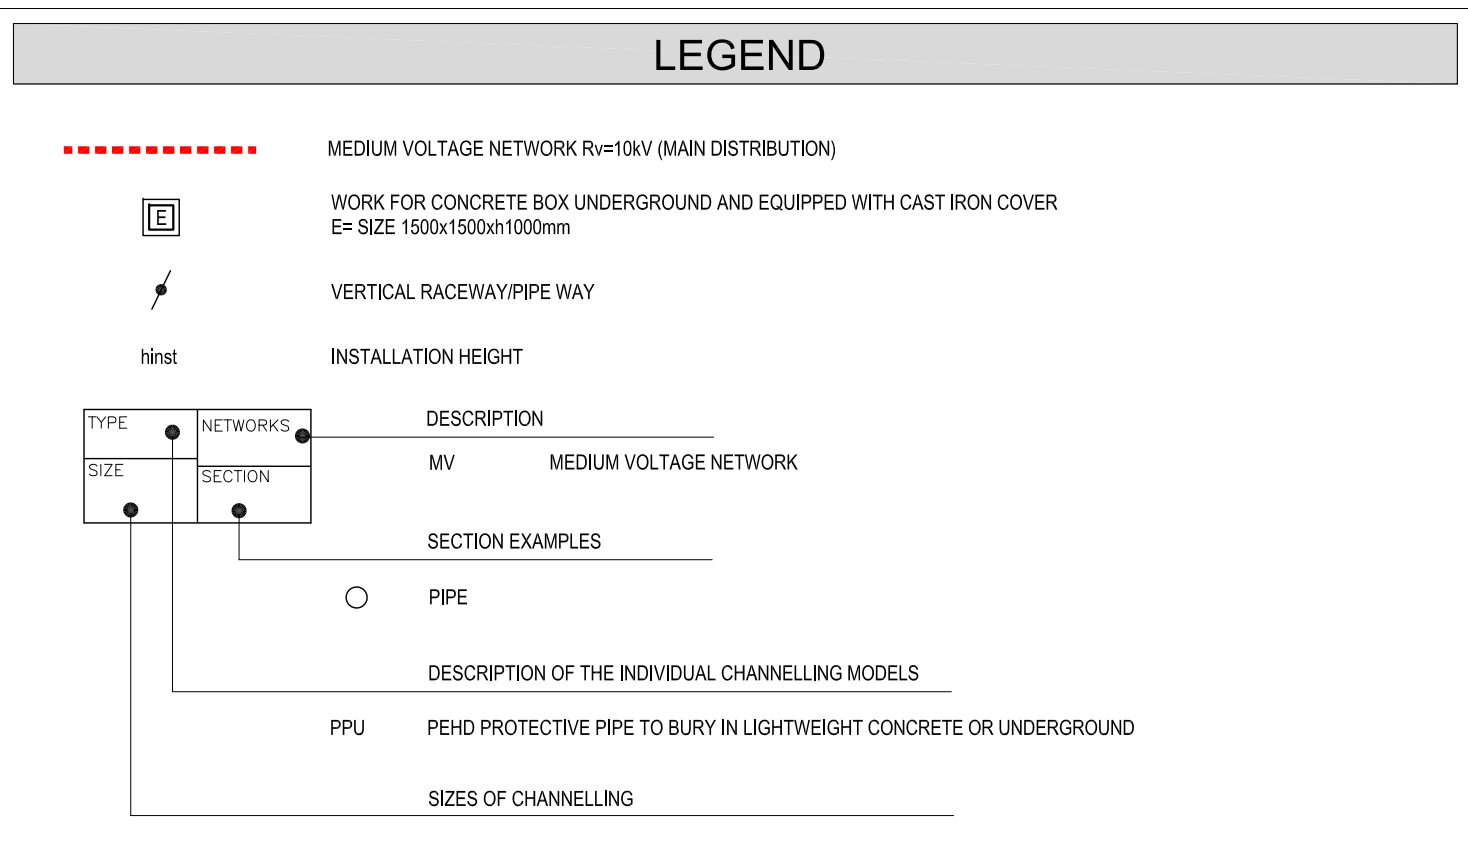 LEGEND
MEDIUM VOLTAGE NETWORK Rv=10kV (MAIN DISTRIBUTION)
E
WORK FOR CONCRETE BOX UNDERGROUND AND EQUIPPED WITH CAST IRON COVER
E= SIZE 1500x1500xh1000mm
VERTICAL RACEWAY/PIPE WAY
hinst INSTALLATION HEIGHT
TYPE NETWORKS DESCRIPTION
SIZE SECTION MV MEDIUM VOLTAGE NETWORK
SECTION EXAMPLES
PIPE
DESCRIPTION OF THE INDIVIDUAL CHANNELLING MODELS
PPU PEHD PROTECTIVE PIPE TO BURY IN LIGHTWEIGHT CONCRETE OR UNDERGROUND
SIZES OF CHANNELLING